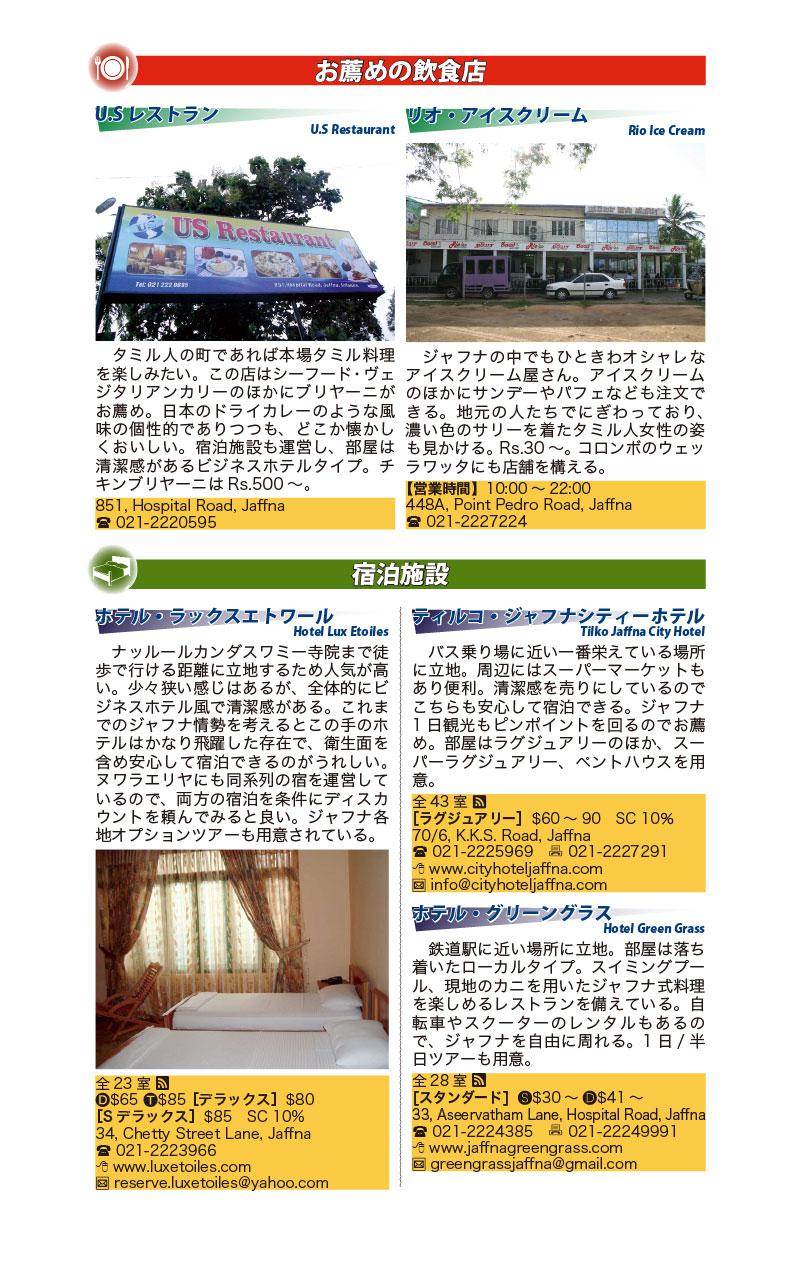 お薦めの飲食店
U.S レストラン
U.S Restaurant
US Restaurant
Tel: 021 222 0595
851, Hospital Road, Jaffna, Srilanka.
タミル人の町であれば本場タミル料理
を楽しみたい。この店はシーフード・ヴェ
ジタリアンカリーのほかにブリヤーニが
お薦め。日本のドライカレーのような風
味の個性的でありつつも、どこか懐かし
くおいしい。宿泊施設も運営し、部屋は
清潔感があるビジネスホテルタイプ。チ
キンブリヤーニは Rs.500 〜。
851, Hospital Road, Jaffna
☎ 021-2220595
リオ・アイスクリーム
Rio Ice Cream
ジャフナの中でもひときわオシャレな
アイスクリーム屋さん。アイスクリーム
のほかにサンデーやパフェなども注文で
きる。地元の人たちでにぎわっており、
濃い色のサリーを着たタミル人女性の姿
も見かける。Rs.30 〜。コロンボのウェッ
ラワッタにも店舗を構える。
【営業時間】10:00 〜 22:00
448A, Point Pedro Road, Jaffna
☎ 021-2227224
宿泊施設
ホテル・ラックスエトワール
Hotel Lux Etoiles
ナッルールカンダスワミー寺院まで徒
歩で行ける距離に立地するため人気が高
い。少々狭い感じはあるが、全体的にビ
ジネスホテル風で清潔感がある。これま
でのジャフナ情勢を考えるとこの手のホ
テルはかなり飛躍した存在で、衛生面を
含め安心して宿泊できるのがうれしい。
ヌワラエリヤにも同系列の宿を運営して
いるので、両方の宿泊を条件にディスカ
ウントを頼んでみると良い。ジャフナ各
地オプションツアーも用意されている。
全 23 室
D$65 T$85 [デラックス] $80
[S デラックス] $85 SC 10%
34, Chetty Street Lane, Jaffna
☎ 021-2223966
www.luxetoiles.com
reserve.luxetoiles@yahoo.com
ティルコ・ジャフナシティーホテル
Tilko Jaffna City Hotel
バス乗り場に近い一番栄えている場所
に立地。周辺にはスーパーマーケットも
あり便利。清潔感を売りにしているので
こちらも安心して宿泊できる。ジャフナ
1 日観光もピンポイントを回るのでお薦
め。部屋はラグジュアリーのほか、スー
パーラグジュアリー、ペントハウスを用
意。
全 43 室
[ラグジュアリー] $60 〜 90 SC 10%
70/6, K.K.S. Road, Jaffna
☎ 021-2225969 021-2227291
www.cityhoteljaffna.com
info@cityhoteljaffna.com
ホテル・グリーングラス
Hotel Green Grass
鉄道駅に近い場所に立地。部屋は落ち
着いたローカルタイプ。スイミングプー
ル、現地のカニを用いたジャフナ式料理
を楽しめるレストランを備えている。自
転車やスクーターのレンタルもあるの
で、ジャフナを自由に周れる。1 日 / 半
日ツアーも用意。
全 28 室
[スタンダード] S$30 〜 D$41 〜
33, Aseervatham Lane, Hospital Road, Jaffna
☎ 021-2224385 021-22249991
www.jaffnagreengrass.com
greengrassjaffna@gmail.com